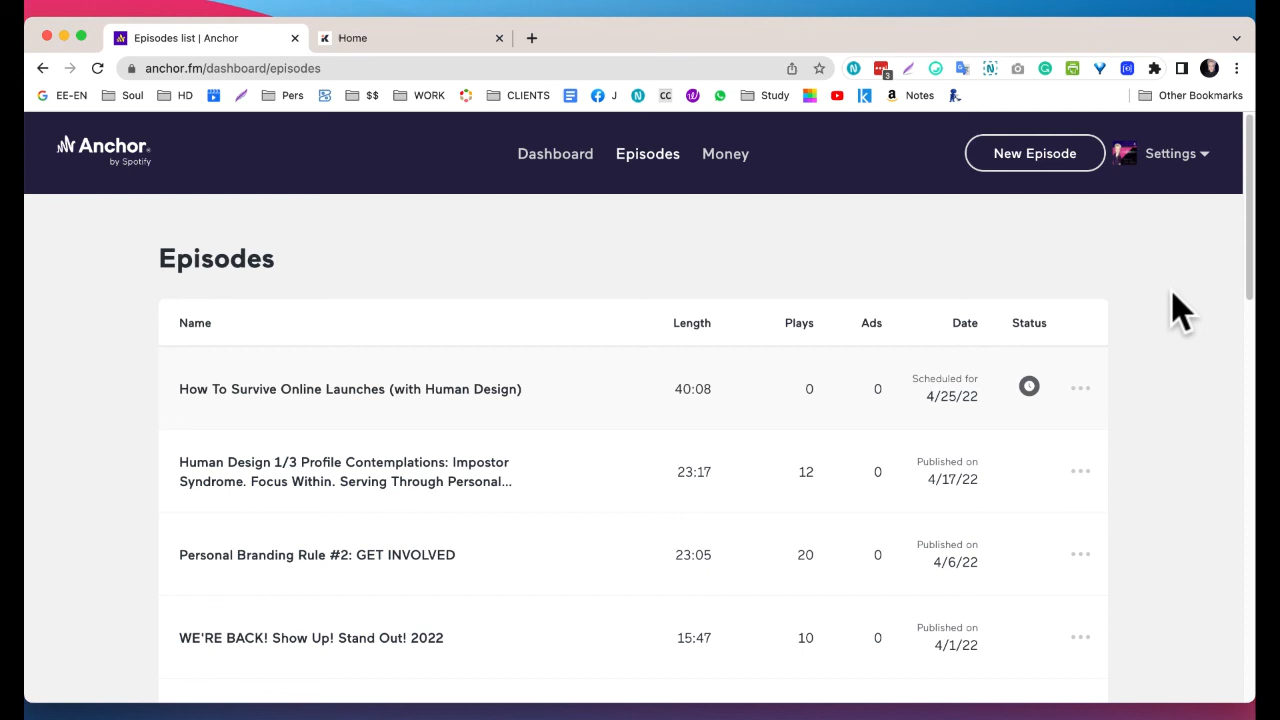 Episodes list | Anchor
Home
anchor.fm/dashboard/episodes
3
EE-EN
Soul
HD
Pers
$$
WORK
CLIENTS
J
CC
Study
Notes
Other Bookmarks
Anchor
by Spotify
Dashboard
Episodes
Money
New Episode
Settings
Episodes
Name
Length
Plays
Ads
Date
Status
How To Survive Online Launches (with Human Design)
40:08
0
0
Scheduled for
4/25/22
Human Design 1/3 Profile Contemplations: Impostor
Syndrome. Focus Within. Serving Through Personal...
23:17
12
0
Published on
4/17/22
Personal Branding Rule #2: GET INVOLVED
23:05
20
0
Published on
4/6/22
WE'RE BACK! Show Up! Stand Out! 2022
15:47
10
0
Published on
4/1/22